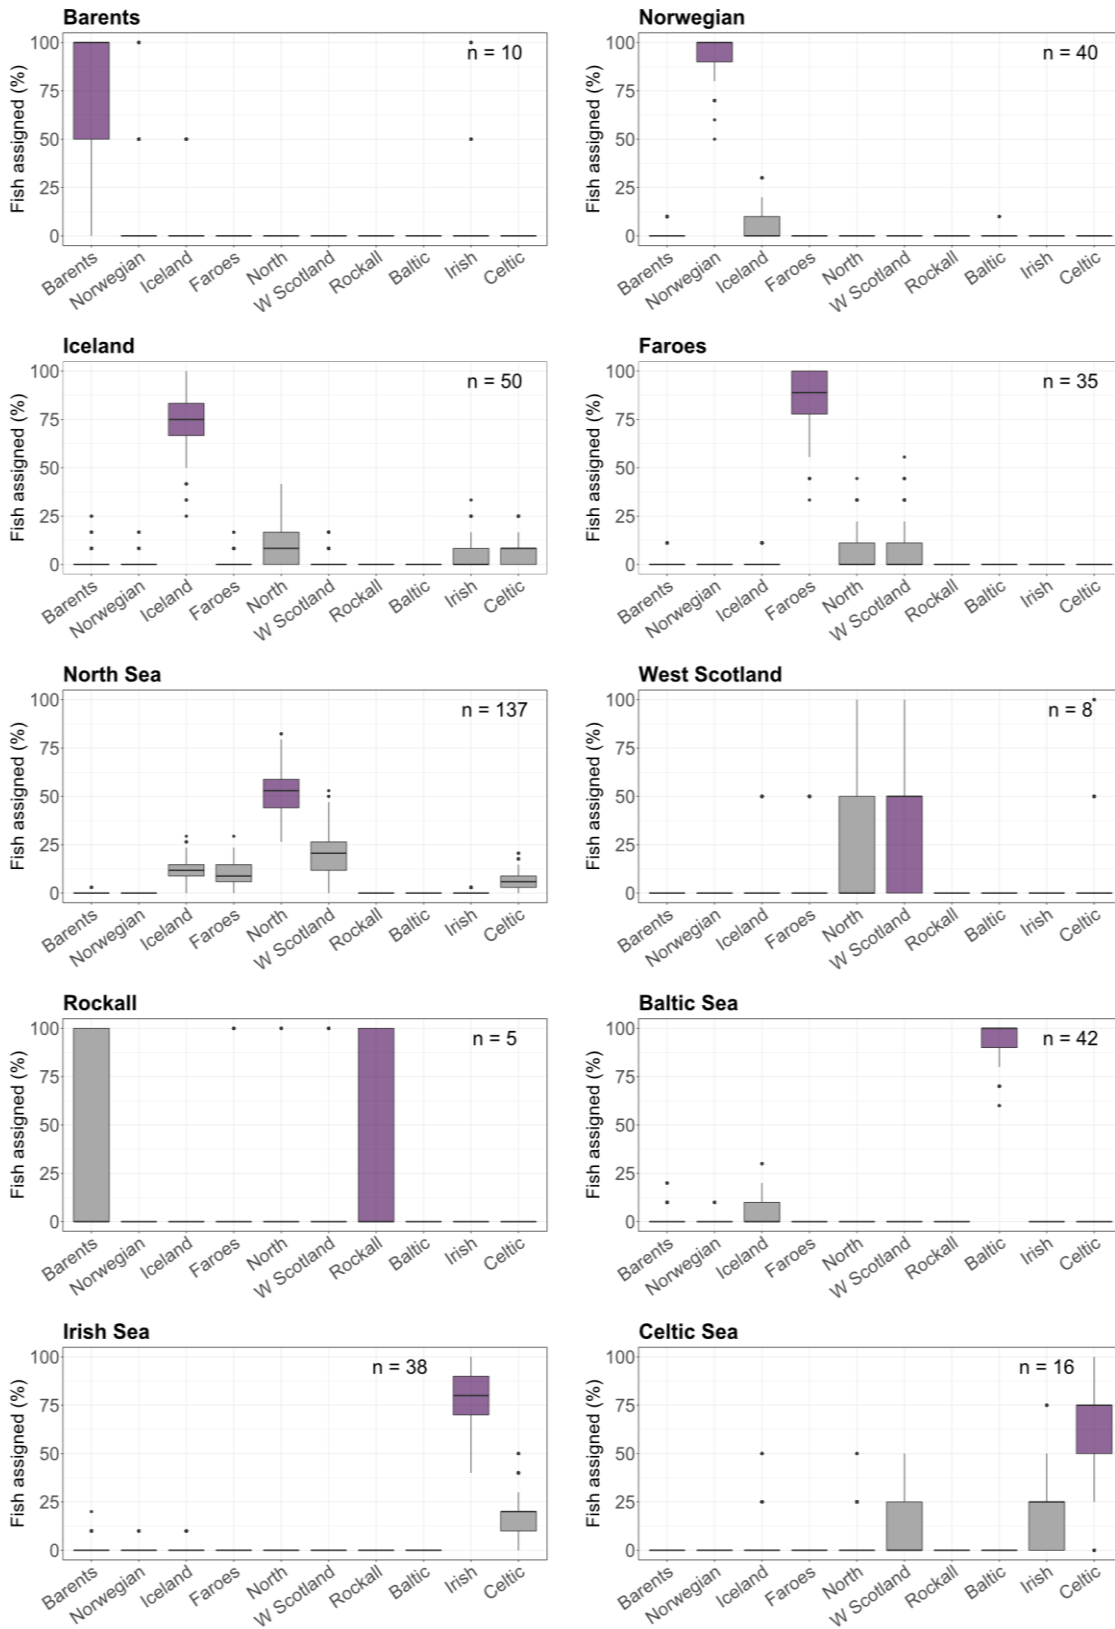 Barents
n = 10
Fish assigned (%)
100
75
50
25
0
Barents Norwegian Iceland Faroes North W Scotland Rockall Baltic Irish Celtic
Norwegian
n = 40
Fish assigned (%)
100
75
50
25
0
Barents Norwegian Iceland Faroes North W Scotland Rockall Baltic Irish Celtic
Iceland
n = 50
Fish assigned (%)
100
75
50
25
0
Barents Norwegian Iceland Faroes North W Scotland Rockall Baltic Irish Celtic
Faroes
n = 35
Fish assigned (%)
100
75
50
25
0
Barents Norwegian Iceland Faroes North W Scotland Rockall Baltic Irish Celtic
North Sea
n = 137
Fish assigned (%)
100
75
50
25
0
Barents Norwegian Iceland Faroes North W Scotland Rockall Baltic Irish Celtic
West Scotland
n = 8
Fish assigned (%)
100
75
50
25
0
Barents Norwegian Iceland Faroes North W Scotland Rockall Baltic Irish Celtic
Rockall
n = 5
Fish assigned (%)
100
75
50
25
0
Barents Norwegian Iceland Faroes North W Scotland Rockall Baltic Irish Celtic
Baltic Sea
n = 42
Fish assigned (%)
100
75
50
25
0
Barents Norwegian Iceland Faroes North W Scotland Rockall Baltic Irish Celtic
Irish Sea
n = 38
Fish assigned (%)
100
75
50
25
0
Barents Norwegian Iceland Faroes North W Scotland Rockall Baltic Irish Celtic
Celtic Sea
n = 16
Fish assigned (%)
100
75
50
25
0
Barents Norwegian Iceland Faroes North W Scotland Rockall Baltic Irish Celtic